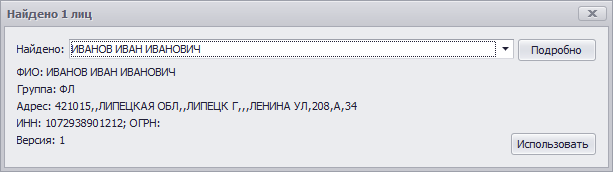 Найдено 1 лиц
Найдено: ИВАНОВ ИВАН ИВАНОВИЧ Подробно
ФИО: ИВАНОВ ИВАН ИВАНОВИЧ
Группа: ФЛ
Адрес: 421015,,ЛИПЕЦКАЯ ОБЛ,,ЛИПЕЦК Г,,,ЛЕНИНА УЛ,208,А,34
ИНН: 1072938901212; ОГРН:
Версия: 1
Использовать